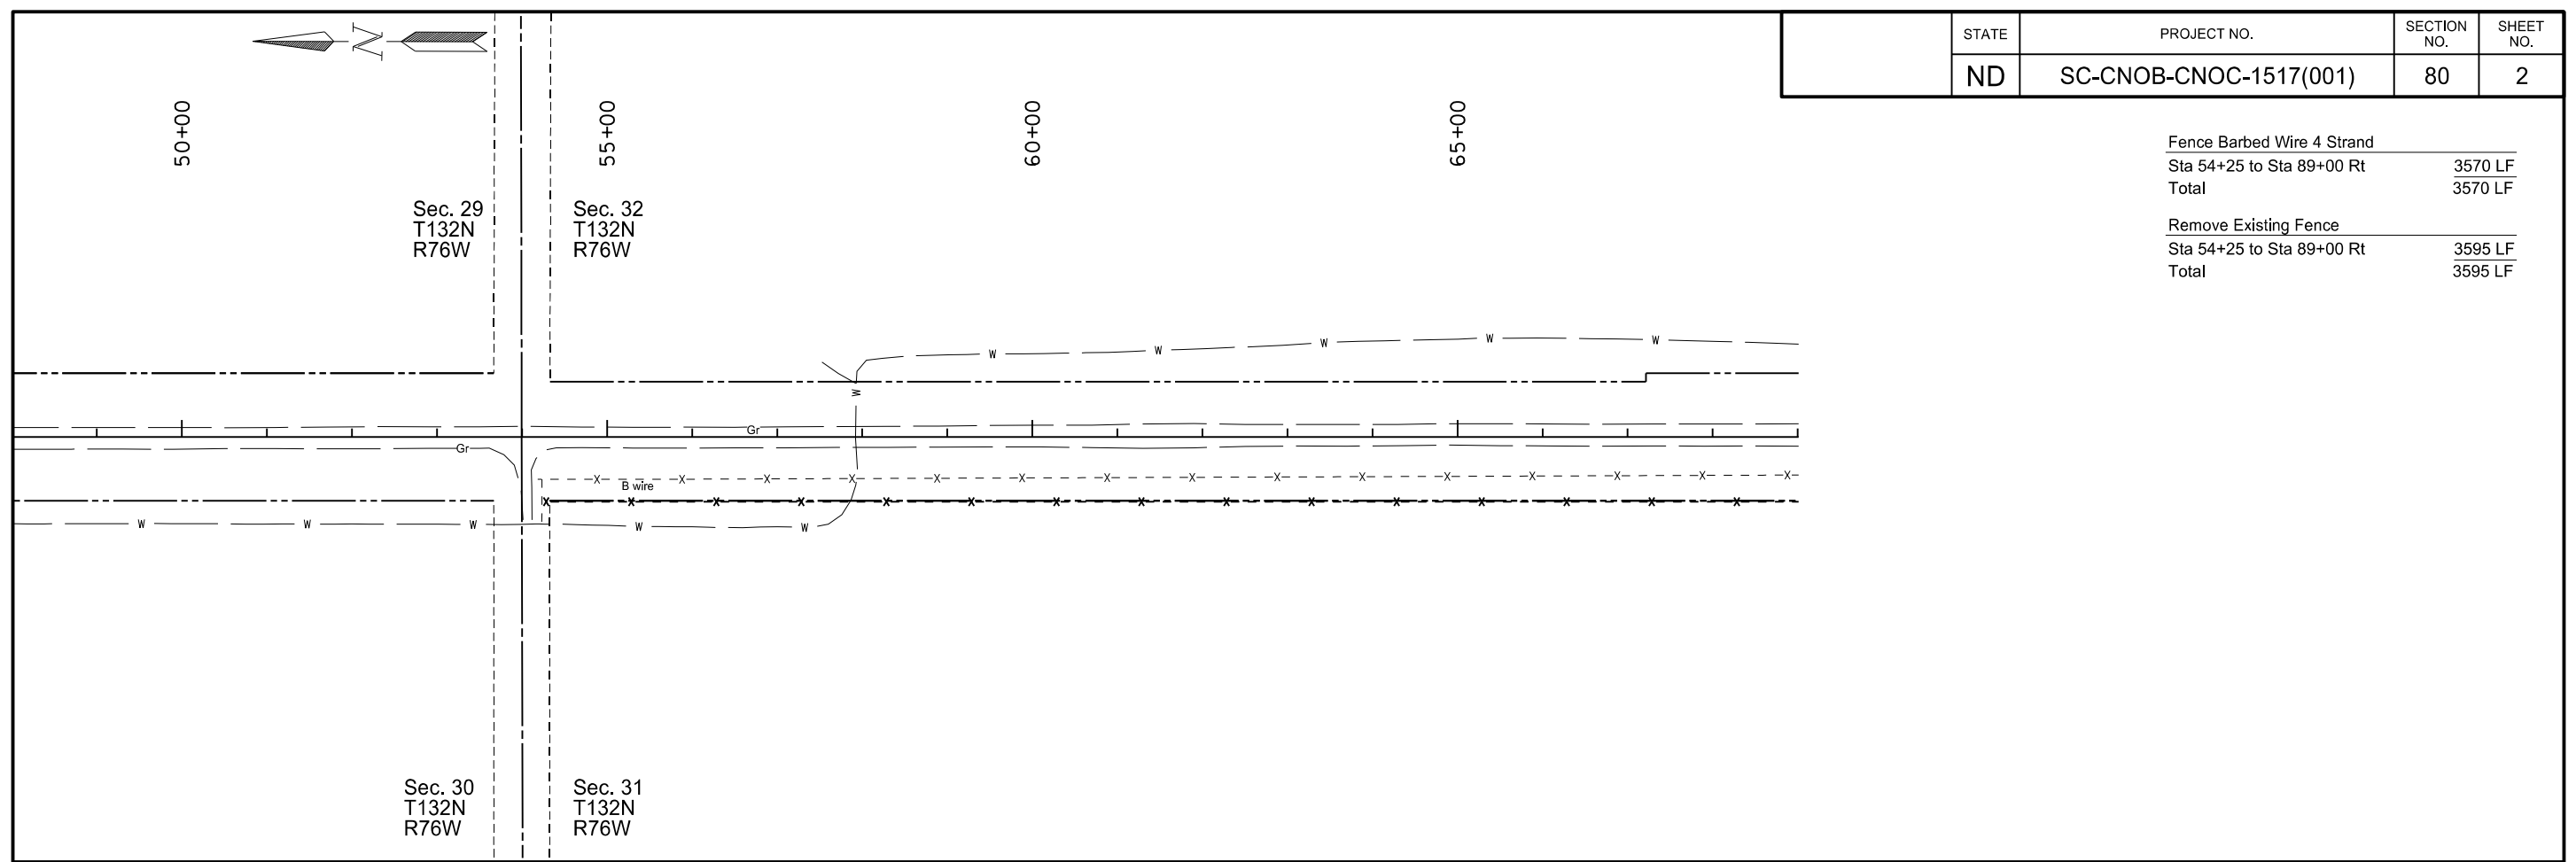 N
STATE PROJECT NO. SECTION NO. SHEET NO.
ND SC-CNOB-CNOC-1517(001) 80 2
50+00 55+00 60+00 65+00
Fence Barbed Wire 4 Strand
Sta 54+25 to Sta 89+00 Rt 3570 LF
Total 3570 LF
Remove Existing Fence
Sta 54+25 to Sta 89+00 Rt 3595 LF
Total 3595 LF
Sec. 29
T132N
R76W
Sec. 32
T132N
R76W
W W W W W
W
Gr
Gr
X X X X X X X X X X X X X X X
B wire
X X X X X X X X X X X X X X X
W W W W W
Sec. 30
T132N
R76W
Sec. 31
T132N
R76W